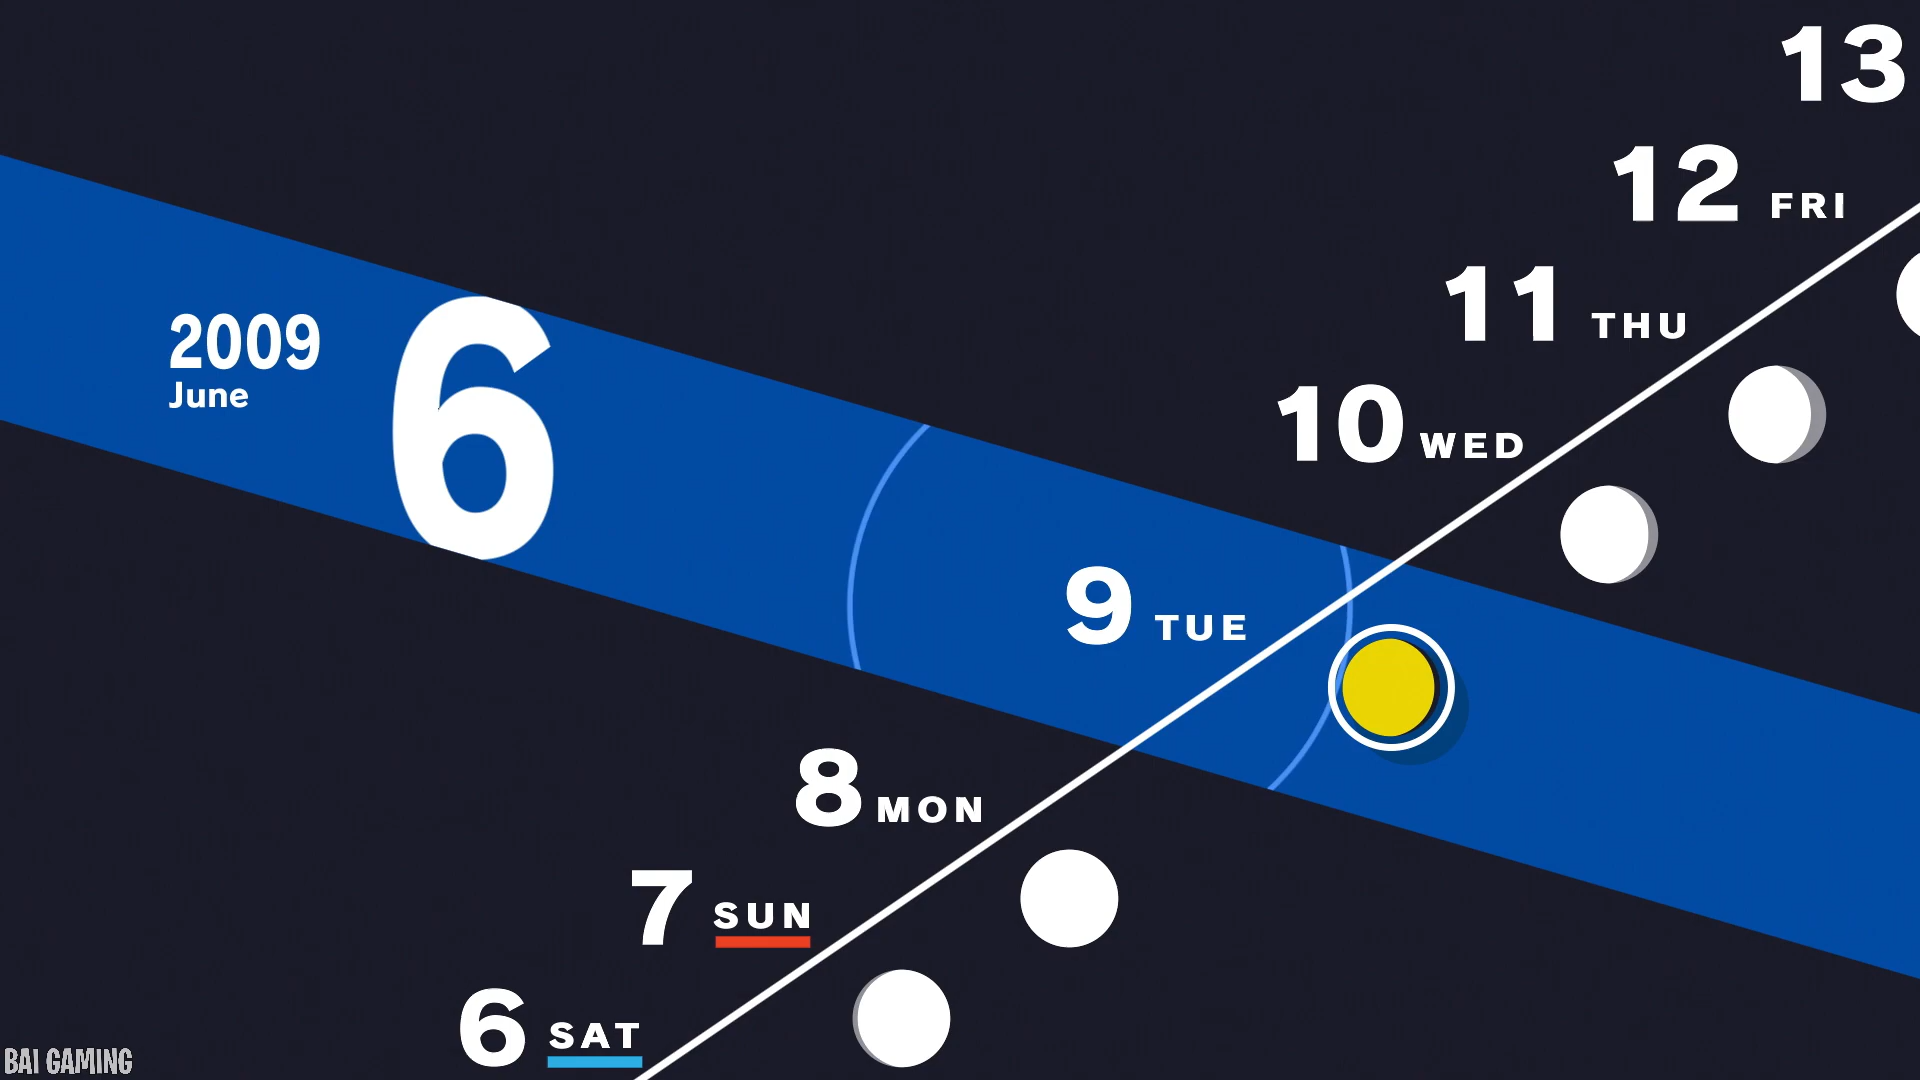 13
12 FRI
11 THU
2009
June
6
10 WED
9 TUE
8 MON
7 SUN
6 SAT
BAI GAMING